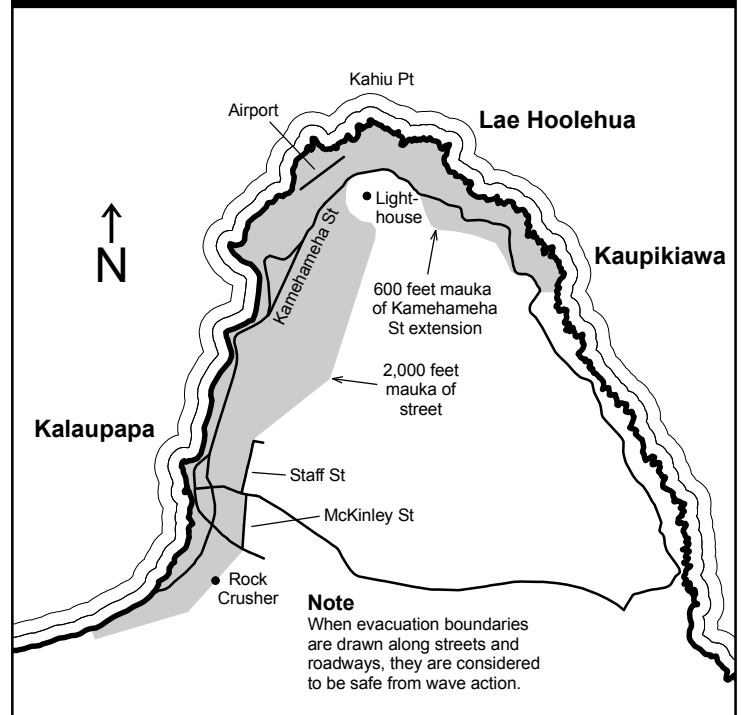 Kahiu Pt
Airport
Lae Hoolehua
Light-
house
N
Kamehameha St
Kaupikiawa
600 feet mauka
of Kamehameha
St extension
2,000 feet
mauka of
street
Kalaupapa
Staff St
McKinley St
Rock
Crusher
Note
When evacuation boundaries
are drawn along streets and
roadways, they are considered
to be safe from wave action.